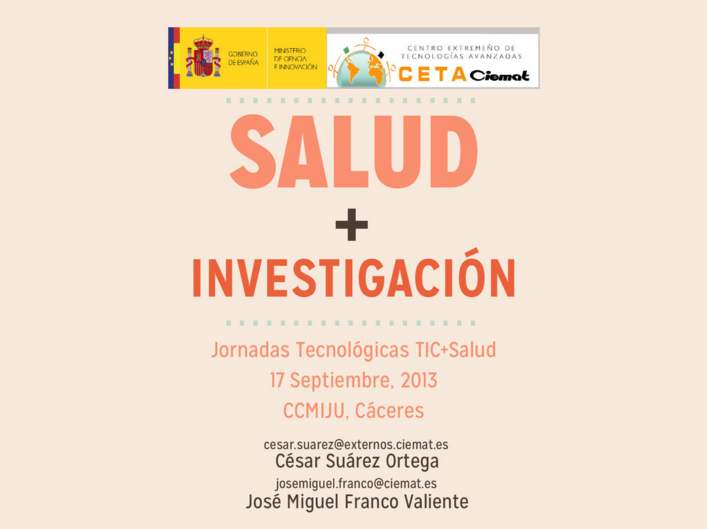 GOBIERNO
DE ESPAÑA
MINISTERIO
DE CIENCIA
E INNOVACIÓN
CENTRO EXTREMEÑO DE
TECNOLOGÍAS AVANZADAS
CETA Ciemat
SALUD
+
INVESTIGACIÓN
Jornadas Tecnológicas TIC+Salud
17 Septiembre, 2013
CCMIJU, Cáceres
cesar.suarez@externos.ciemat.es
César Suárez Ortega
josemiguel.franco@ciemat.es
José Miguel Franco Valiente